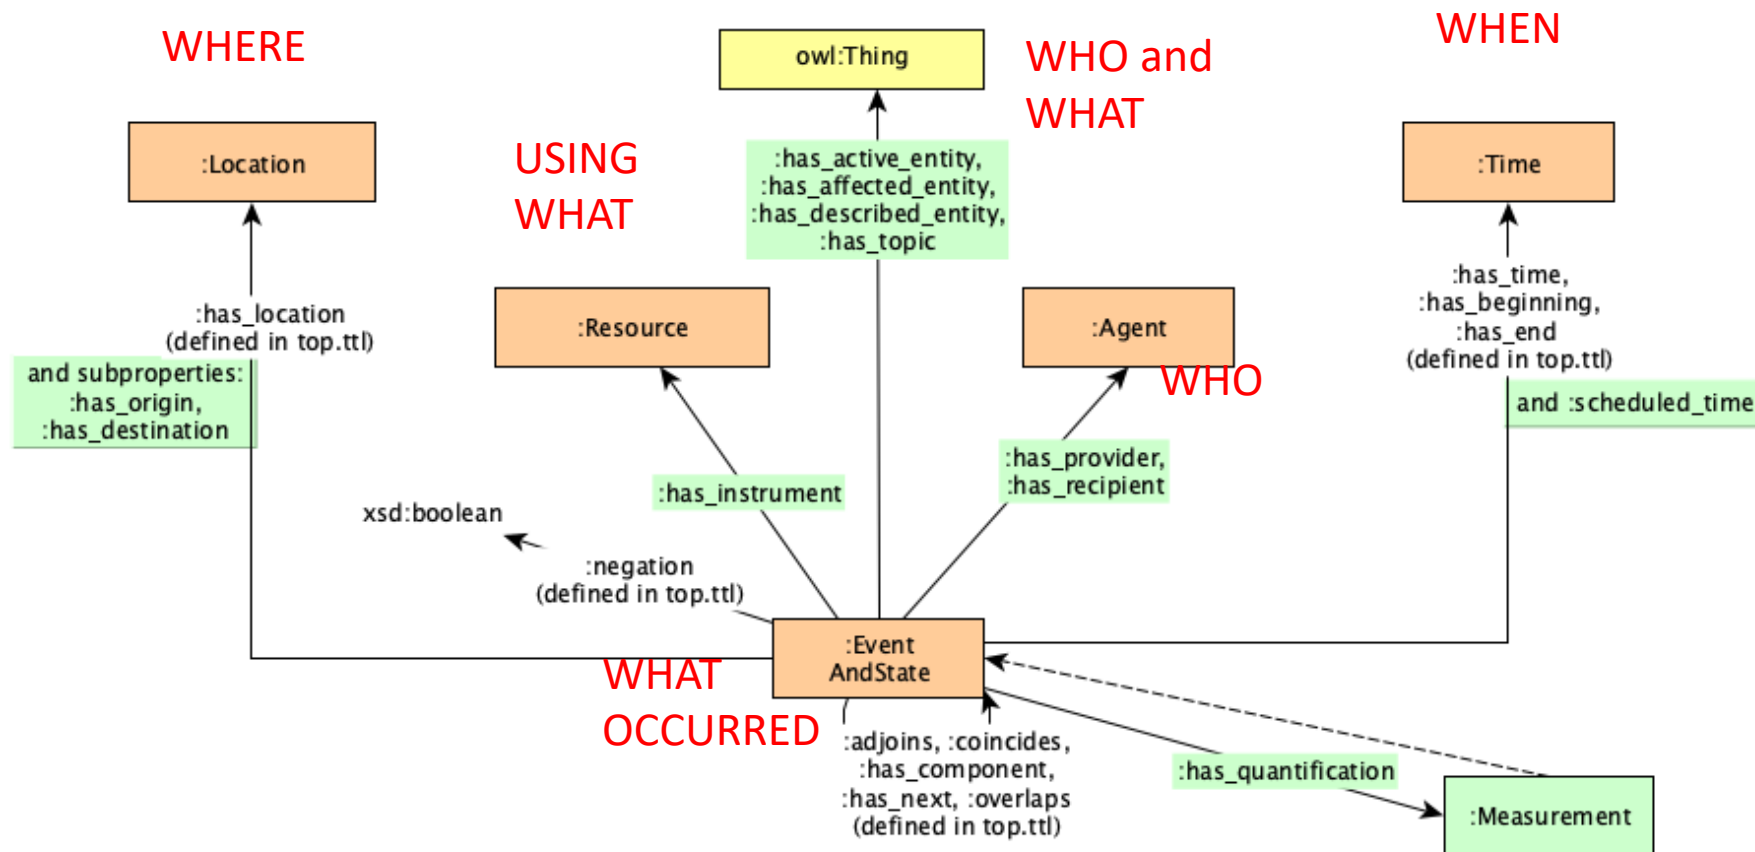 WHERE
owl:Thing
WHO and
WHAT
WHEN
:Location
USING
WHAT
:has_active_entity,
:has_affected_entity,
:has_described_entity,
:has_topic
:Time
:has_location
(defined in top.ttl)
and subproperties:
:has_origin,
:has_destination
:Resource
:Agent
WHO
:has_time,
:has_beginning,
:has_end
(defined in top.ttl)
and :scheduled_time
:has_provider,
:has_recipient
:has_instrument
xsd:boolean
:negation
(defined in top.ttl)
:Event
AndState
WHAT
OCCURRED
:adjoins, :coincides,
:has_component,
:has_next, :overlaps
(defined in top.ttl)
:has_quantification
:Measurement